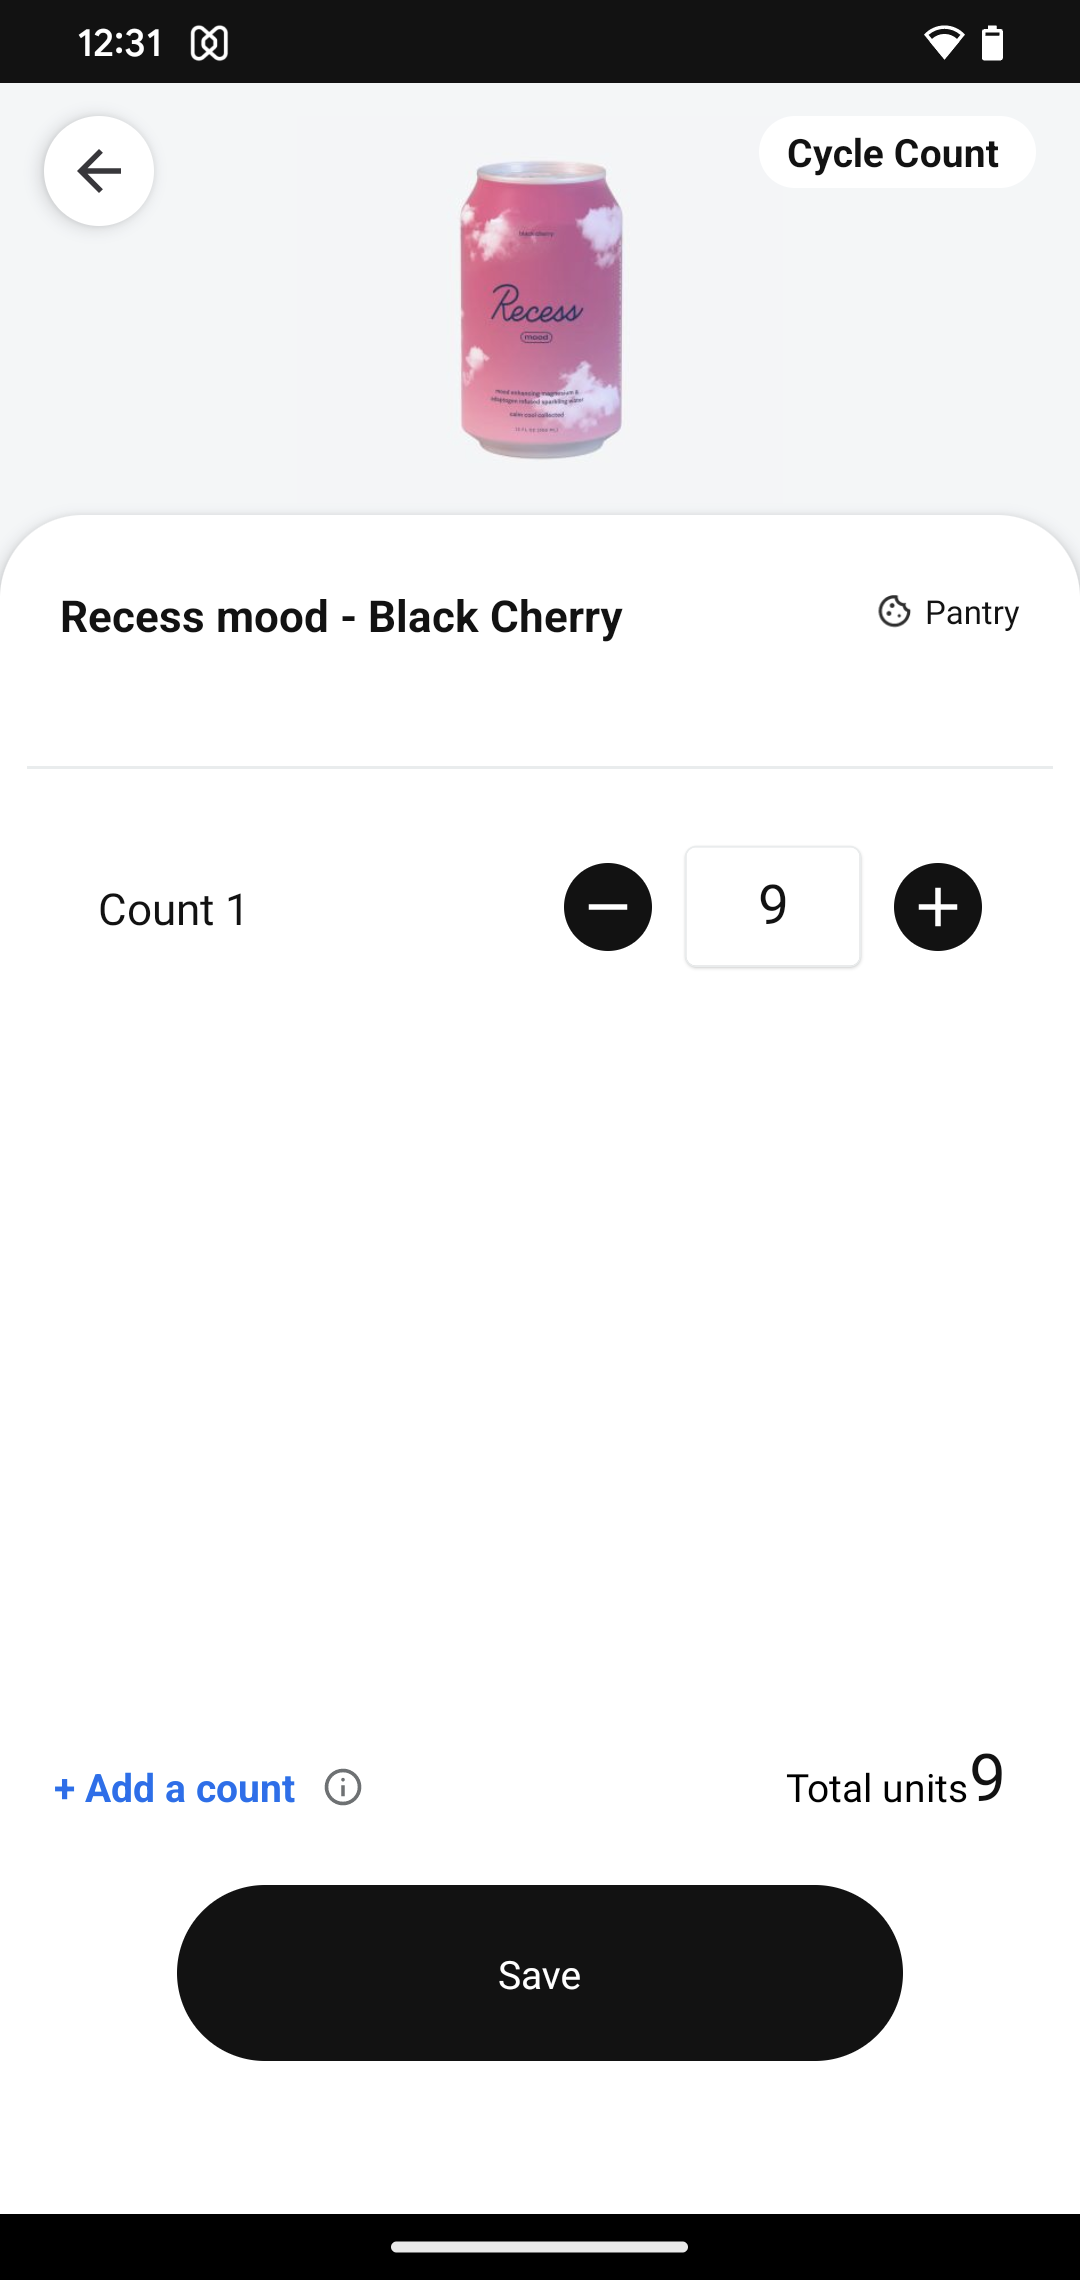 12:31
Cycle Count
black cherry
Recess
mood
mood enhancing magnesium &
adaptogen infused sparkling water
calm cool collected
Recess mood - Black Cherry
Pantry
Count 1
9
+ Add a count
Total units 9
Save